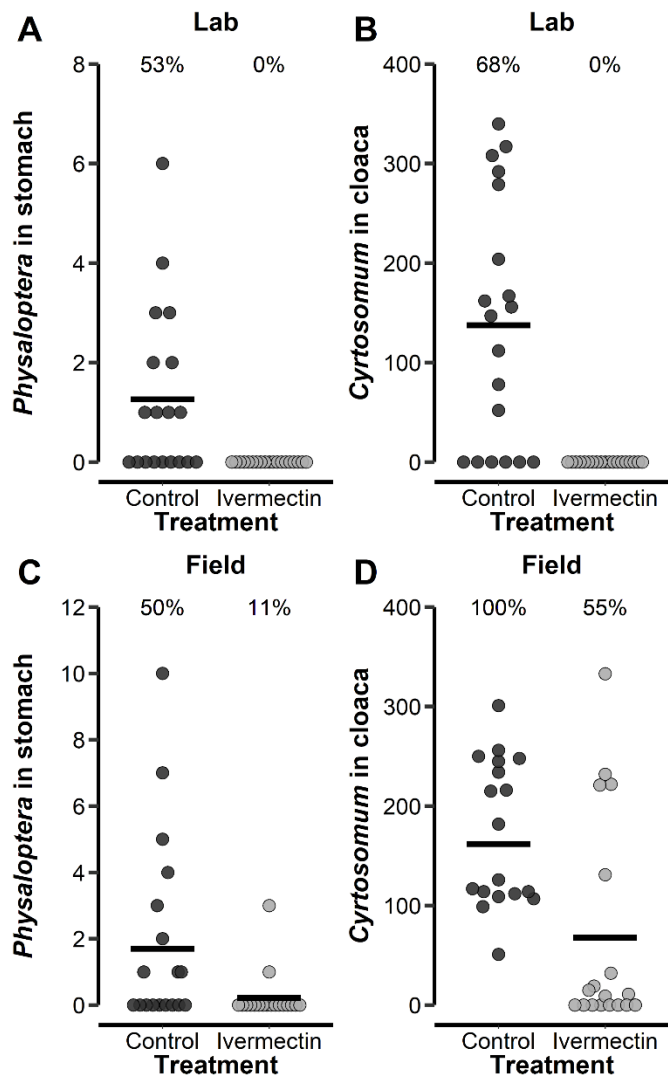 A
Lab
53%
0%
Physaloptera in stomach
8
6
4
2
0
Control
Ivermectin
Treatment
B
Lab
68%
0%
Cyrtosomum in cloaca
400
300
200
100
0
Control
Ivermectin
Treatment
C
Field
50%
11%
Physaloptera in stomach
12
10
8
6
4
2
0
Control
Ivermectin
Treatment
D
Field
100%
55%
Cyrtosomum in cloaca
400
300
200
100
0
Control
Ivermectin
Treatment